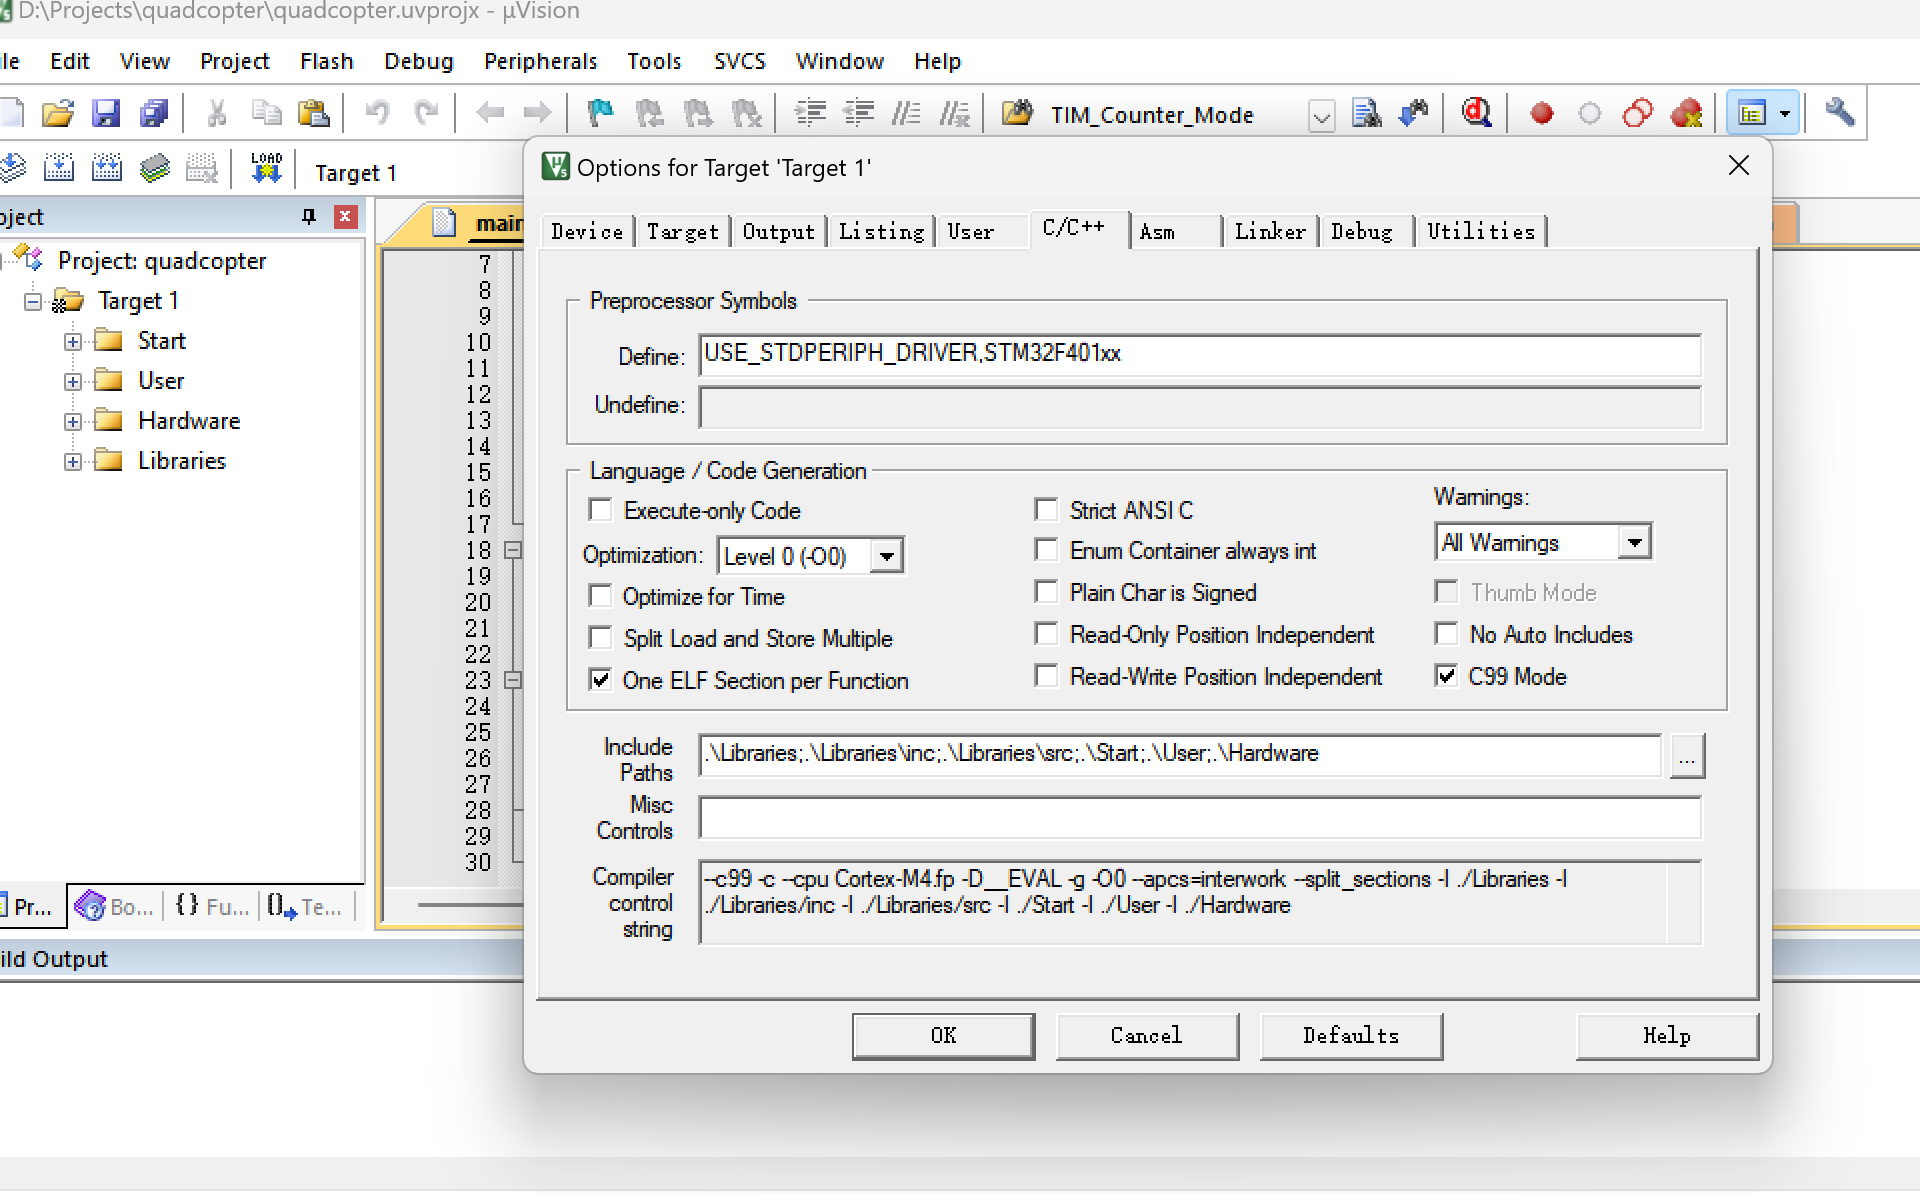 D:\Projects\quadcopter\quadcopter.uvprojx - µVision
le Edit View Project Flash Debug Peripherals Tools SVCS Window Help
TIM_Counter_Mode
LOAD Target 1
oject
Project: quadcopter
Target 1
Start
User
Hardware
Libraries
Pr... Bo... {} Fu... Te...
main
7
8
9
10
11
12
13
14
15
16
17
18
19
20
21
22
23
24
25
26
27
28
29
30
ild Output
Options for Target 'Target 1'
Device Target Output Listing User C/C++ Asm Linker Debug Utilities
Preprocessor Symbols
Define: USE_STDPERIPH_DRIVER,STM32F401xx
Undefine:
Language / Code Generation
Execute-only Code
Optimization: Level 0 (-O0)
Optimize for Time
Split Load and Store Multiple
One ELF Section per Function
Strict ANSI C
Enum Container always int
Plain Char is Signed
Read-Only Position Independent
Read-Write Position Independent
Warnings:
All Warnings
Thumb Mode
No Auto Includes
C99 Mode
Include
Paths
.\Libraries;.\Libraries\inc;.\Libraries\src;.\Start;.\User;.\Hardware
...
Misc
Controls
Compiler
control
string
--c99 -c --cpu Cortex-M4.fp -D__EVAL -g -O0 --apcs=interwork --split_sections -I ./Libraries -I
./Libraries/inc -I ./Libraries/src -I ./Start -I ./User -I ./Hardware
OK Cancel Defaults Help